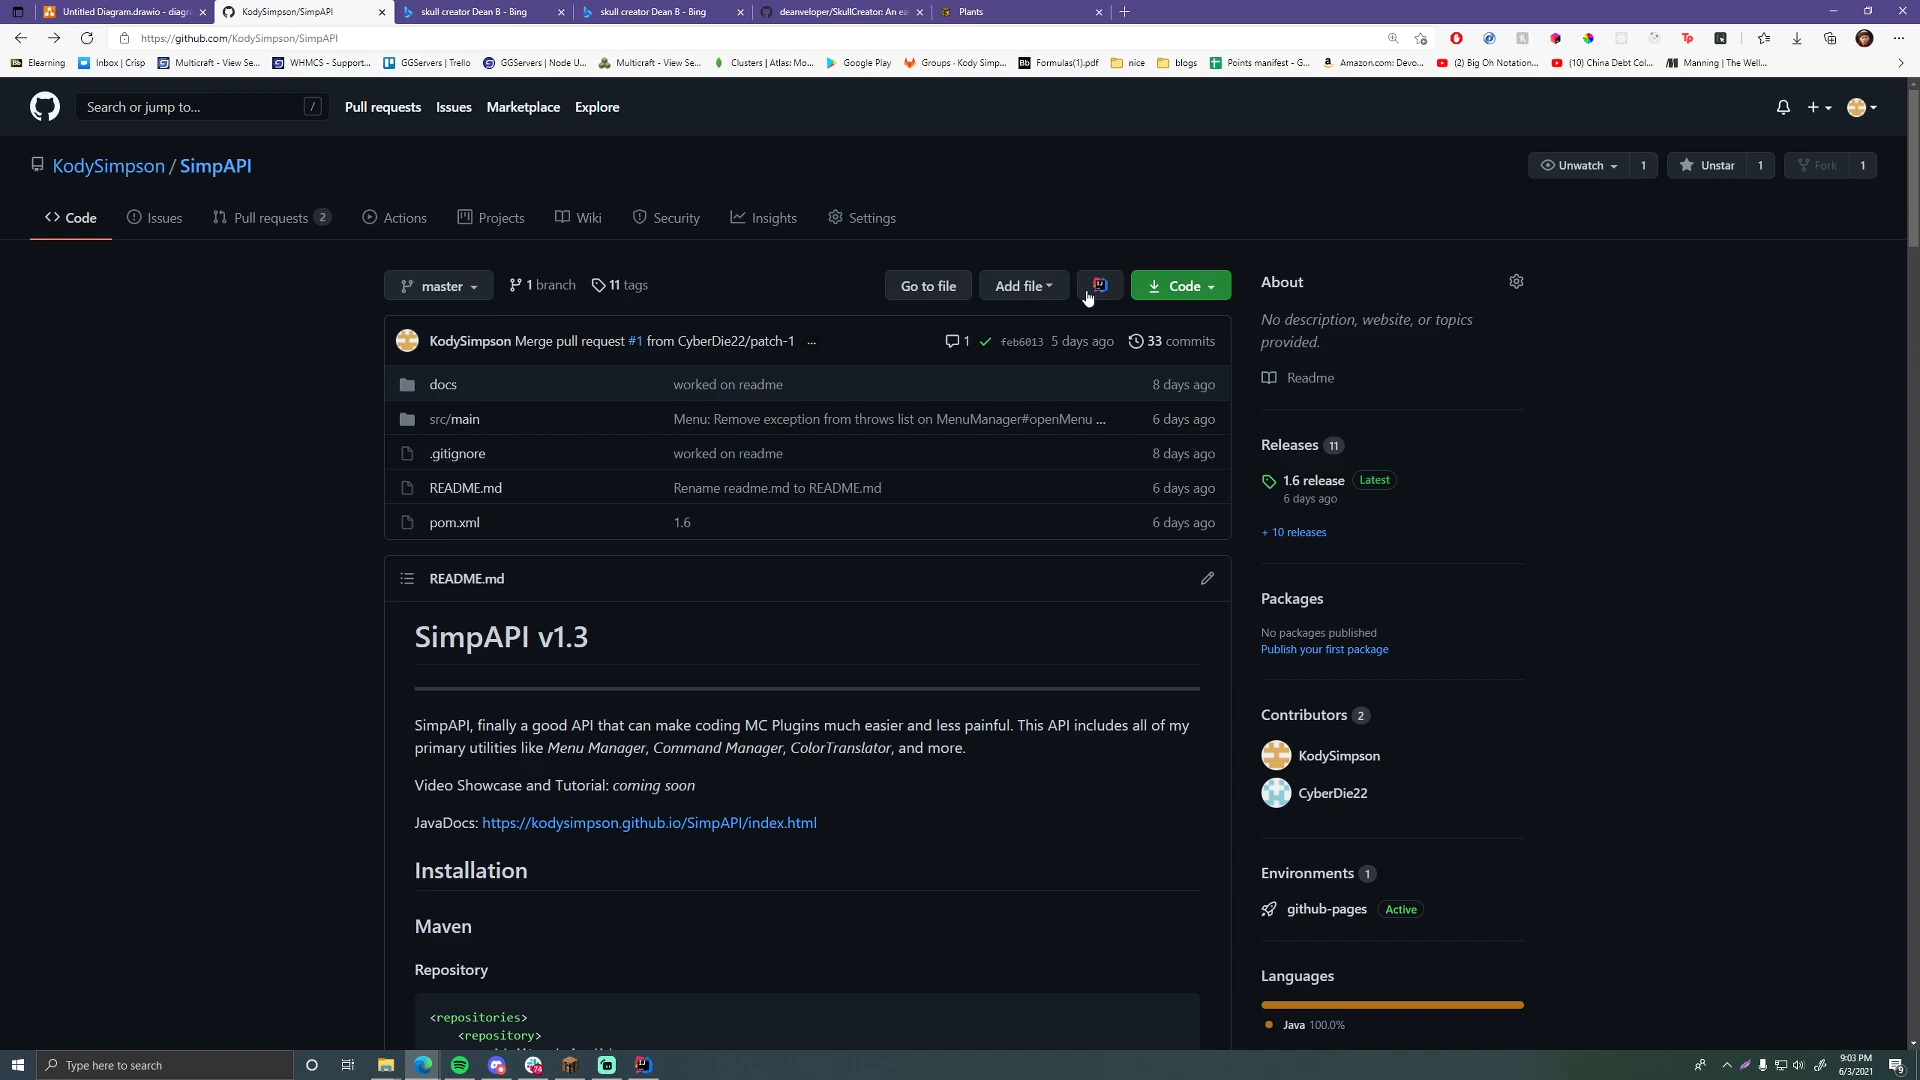 Untitled Diagram.drawio - diagra
KodySimpson/SimpAPI
skull creator Dean B - Bing
skull creator Dean B - Bing
deanveloper/SkullCreator: An ea
Plants
https://github.com/KodySimpson/SimpAPI
Elearning
Inbox | Crisp
Multicraft - View Se...
WHMCS - Support...
GGServers | Trello
GGServers | Node U...
Multicraft - View Se...
Clusters | Atlas: Mo...
Google Play
Groups · Kody Simp...
Formulas(1).pdf
nice
blogs
Points manifest - G...
Amazon.com: Devo...
(2) Big Oh Notation...
(10) China Debt Col...
Manning | The Well...
Search or jump to...
/
Pull requests
Issues
Marketplace
Explore
KodySimpson / SimpAPI
Unwatch 1
Unstar 1
Fork 1
Code
Issues
Pull requests 2
Actions
Projects
Wiki
Security
Insights
Settings
master
1 branch
11 tags
Go to file
Add file
Code
KodySimpson Merge pull request #1 from CyberDie22/patch-1 ...
1
feb6013 5 days ago
33 commits
docs
worked on readme
8 days ago
src/main
Menu: Remove exception from throws list on MenuManager#openMenu ...
6 days ago
.gitignore
worked on readme
8 days ago
README.md
Rename readme.md to README.md
6 days ago
pom.xml
1.6
6 days ago
README.md
SimpAPI v1.3
SimpAPI, finally a good API that can make coding MC Plugins much easier and less painful. This API includes all of my
primary utilities like Menu Manager, Command Manager, ColorTranslator, and more.
Video Showcase and Tutorial: coming soon
JavaDocs: https://kodysimpson.github.io/SimpAPI/index.html
Installation
Maven
Repository
<repositories>
<repository>
About
No description, website, or topics
provided.
Readme
Releases 11
1.6 release Latest
6 days ago
+ 10 releases
Packages
No packages published
Publish your first package
Contributors 2
KodySimpson
CyberDie22
Environments 1
github-pages Active
Languages
Java 100.0%
Type here to search
9:03 PM
6/3/2021